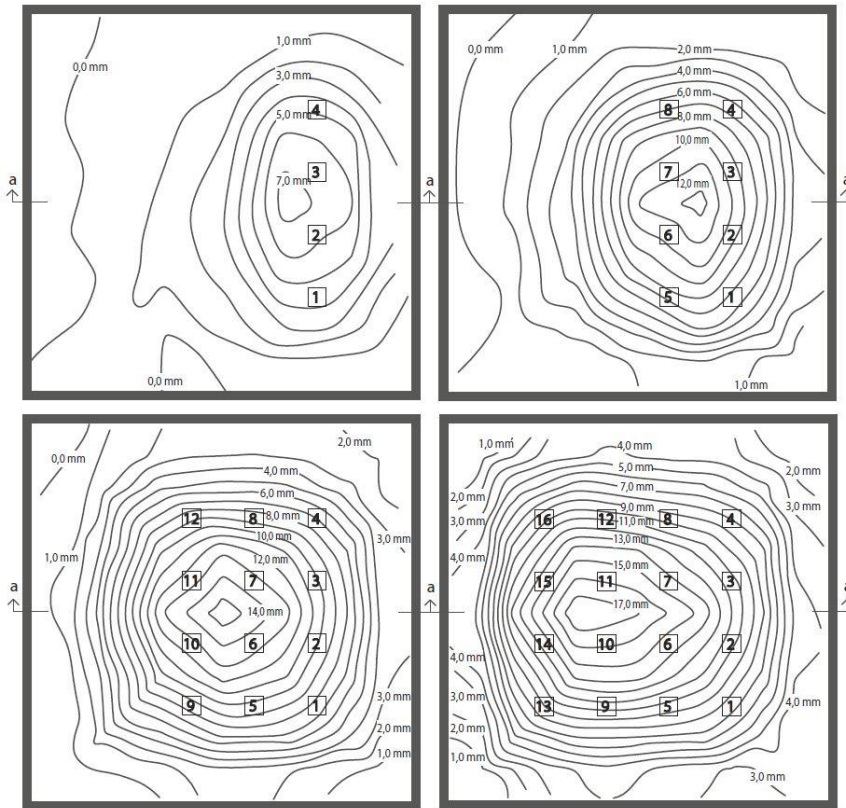 1,0 mm
0,0 mm
3,0 mm
4
5,0 mm
3
7,0 mm
a
2
1
0,0 mm
0,0 mm
1,0 mm
2,0 mm
4,0 mm
6,0 mm
8
4
8,0 mm
10,0 mm
7
3
12,0 mm
a
a
6
2
5
1
1,0 mm
2,0 mm
0,0 mm
4,0 mm
6,0 mm
12
8
4
8,0 mm
10,0 mm
3,0 mm
1,0 mm
12,0 mm
11
7
3
a
14,0 mm
10
6
2
3,0 mm
9
5
1
2,0 mm
1,0 mm
1,0 mm
4,0 mm
5,0 mm
2,0 mm
7,0 mm
2,0 mm
3,0 mm
9,0 mm
3,0 mm
16
12
8
4
11,0 mm
13,0 mm
4,0 mm
15,0 mm
15
11
7
3
a
17,0 mm
a
14
10
6
2
4,0 mm
3,0 mm
4,0 mm
13
9
5
1
2,0 mm
1,0 mm
3,0 mm